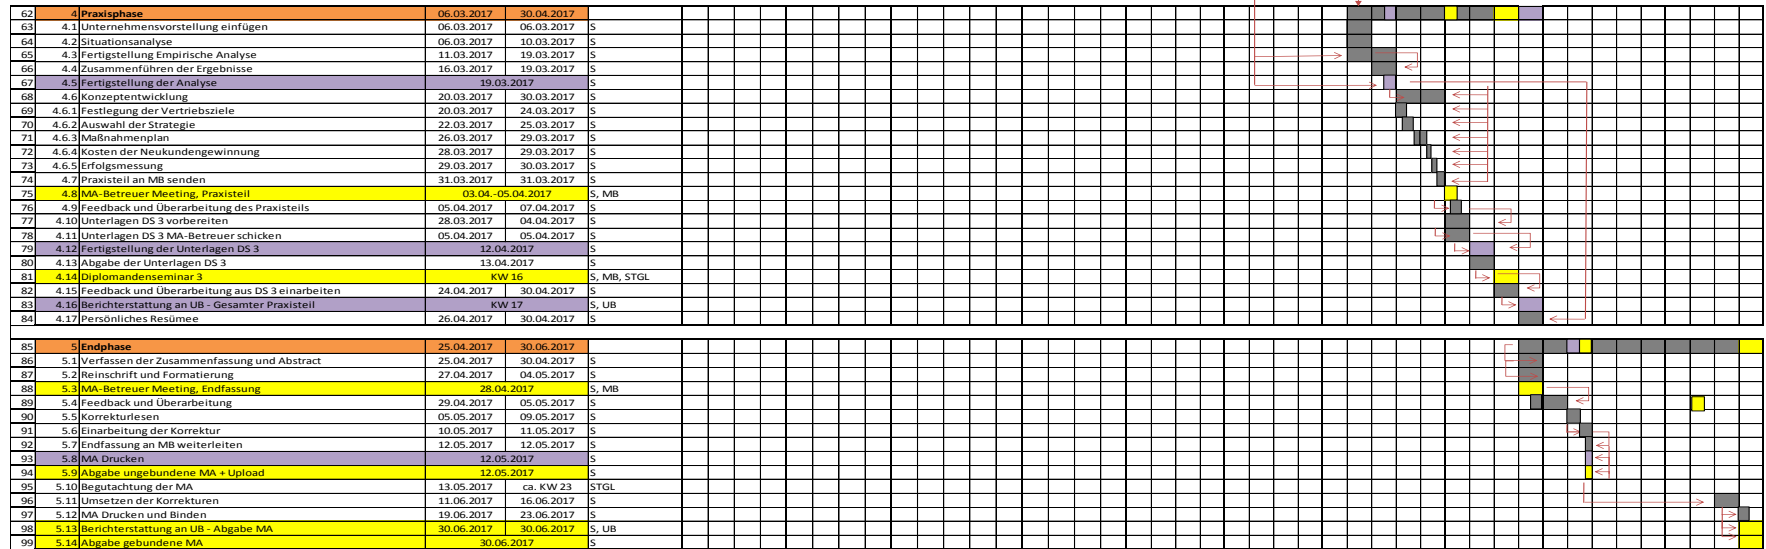 62 4 Praxisphase 06.03.2017 30.04.2017
63 4.1 Unternehmensvorstellung einfügen 06.03.2017 06.03.2017 S
64 4.2 Situationsanalyse 06.03.2017 10.03.2017 S
65 4.3 Fertigstellung Empirische Analyse 11.03.2017 19.03.2017 S
66 4.4 Zusammenführen der Ergebnisse 16.03.2017 19.03.2017 S
67 4.5 Fertigstellung der Analyse 19.03.2017 S
68 4.6 Konzeptentwicklung 20.03.2017 30.03.2017 S
69 4.6.1 Festlegung der Vertriebsziele 20.03.2017 24.03.2017 S
70 4.6.2 Auswahl der Strategie 22.03.2017 25.03.2017 S
71 4.6.3 Maßnahmenplan 26.03.2017 29.03.2017 S
72 4.6.4 Kosten der Neukundengewinnung 28.03.2017 29.03.2017 S
73 4.6.5 Erfolgsmessung 29.03.2017 30.03.2017 S
74 4.7 Praxisteil an MB senden 31.03.2017 31.03.2017 S
75 4.8 MA-Betreuer Meeting, Praxisteil 03.04.-05.04.2017 S, MB
76 4.9 Feedback und Überarbeitung des Praxisteils 05.04.2017 07.04.2017 S
77 4.10 Unterlagen DS 3 vorbereiten 28.03.2017 04.04.2017 S
78 4.11 Unterlagen DS 3 MA-Betreuer schicken 05.04.2017 05.04.2017 S
79 4.12 Fertigstellung der Unterlagen DS 3 12.04.2017 S
80 4.13 Abgabe der Unterlagen DS 3 13.04.2017 S
81 4.14 Diplomandenseminar 3 KW 16 S, MB, STGL
82 4.15 Feedback und Überarbeitung aus DS 3 einarbeiten 24.04.2017 30.04.2017 S
83 4.16 Berichterstattung an UB - Gesamter Praxisteil KW 17 S, UB
84 4.17 Persönliches Resümee 26.04.2017 30.04.2017 S
85 5 Endphase 25.04.2017 30.06.2017
86 5.1 Verfassen der Zusammenfassung und Abstract 25.04.2017 30.04.2017 S
87 5.2 Reinschrift und Formatierung 27.04.2017 04.05.2017 S
88 5.3 MA-Betreuer Meeting, Endfassung 28.04.2017 S, MB
89 5.4 Feedback und Überarbeitung 29.04.2017 05.05.2017 S
90 5.5 Korrekturlesen 05.05.2017 09.05.2017 S
91 5.6 Einarbeitung der Korrektur 10.05.2017 11.05.2017 S
92 5.7 Endfassung an MB weiterleiten 12.05.2017 12.05.2017 S
93 5.8 MA Drucken 12.05.2017 S
94 5.9 Abgabe ungebundene MA + Upload 12.05.2017 S
95 5.10 Begutachtung der MA 13.05.2017 ca. KW 23 STGL
96 5.11 Umsetzen der Korrekturen 11.06.2017 16.06.2017 S
97 5.12 MA Drucken und Binden 19.06.2017 23.06.2017 S
98 5.13 Berichterstattung an UB - Abgabe MA 30.06.2017 30.06.2017 S, UB
99 5.14 Abgabe gebundene MA 30.06.2017 S